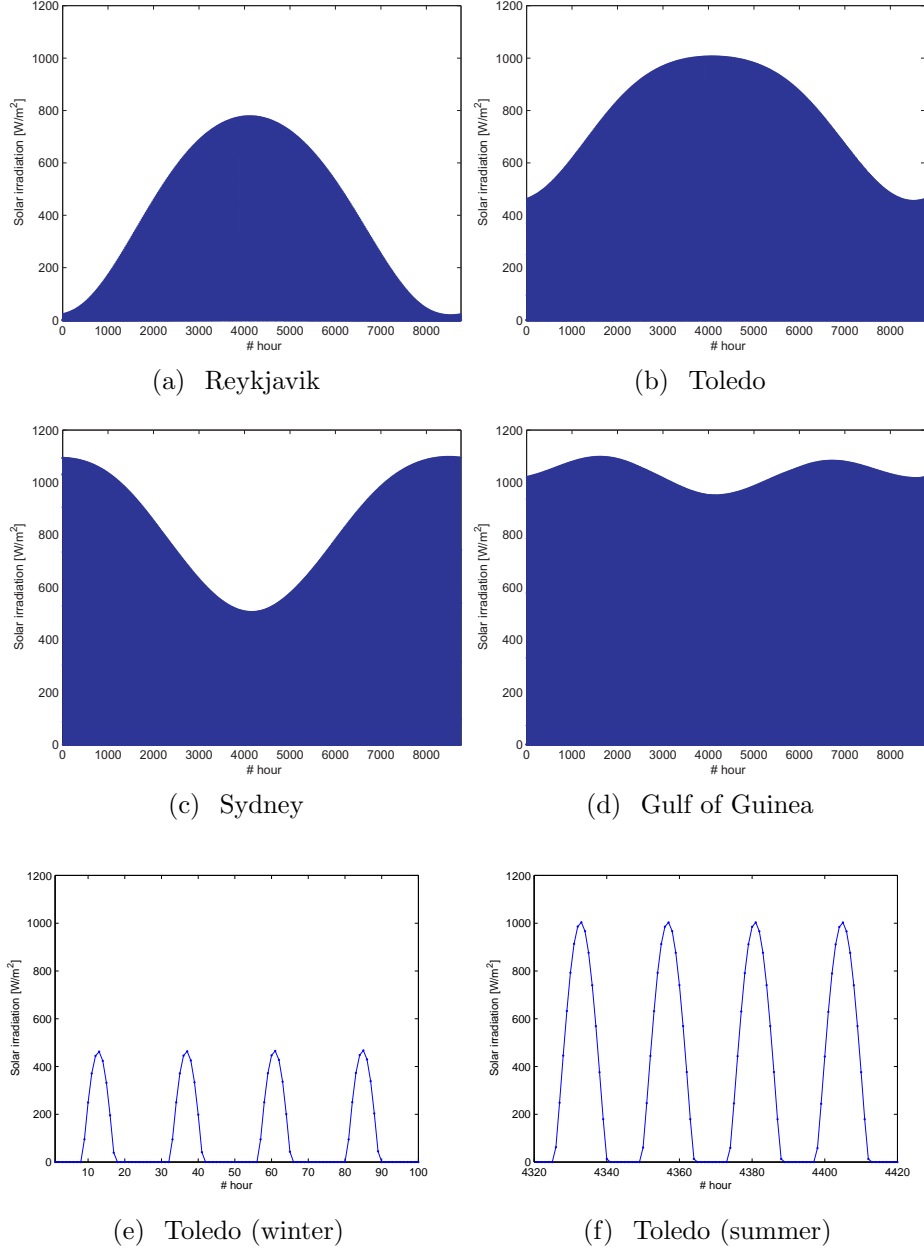 1200
1000
800
600
400
200
0
Solar irradiation [W/m²]
0 1000 2000 3000 4000 5000 6000 7000 8000
# hour
(a) Reykjavik
1200
1000
800
600
400
200
0
Solar irradiation [W/m²]
0 1000 2000 3000 4000 5000 6000 7000 8000
# hour
(b) Toledo
1200
1000
800
600
400
200
0
Solar irradiation [W/m²]
0 1000 2000 3000 4000 5000 6000 7000 8000
# hour
(c) Sydney
1200
1000
800
600
400
200
0
Solar irradiation [W/m²]
0 1000 2000 3000 4000 5000 6000 7000 8000
# hour
(d) Gulf of Guinea
1200
1000
800
600
400
200
0
Solar irradiation [W/m²]
10 20 30 40 50 60 70 80 90 100
# hour
(e) Toledo (winter)
1200
1000
800
600
400
200
0
Solar irradiation [W/m²]
4320 4340 4360 4380 4400 4420
# hour
(f) Toledo (summer)